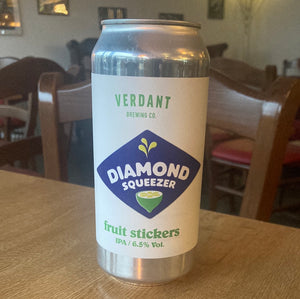 VERDANT
BREWING CO.
DIAMOND
SQUEEZER
fruit stickers
IPA / 6.5% Vol.